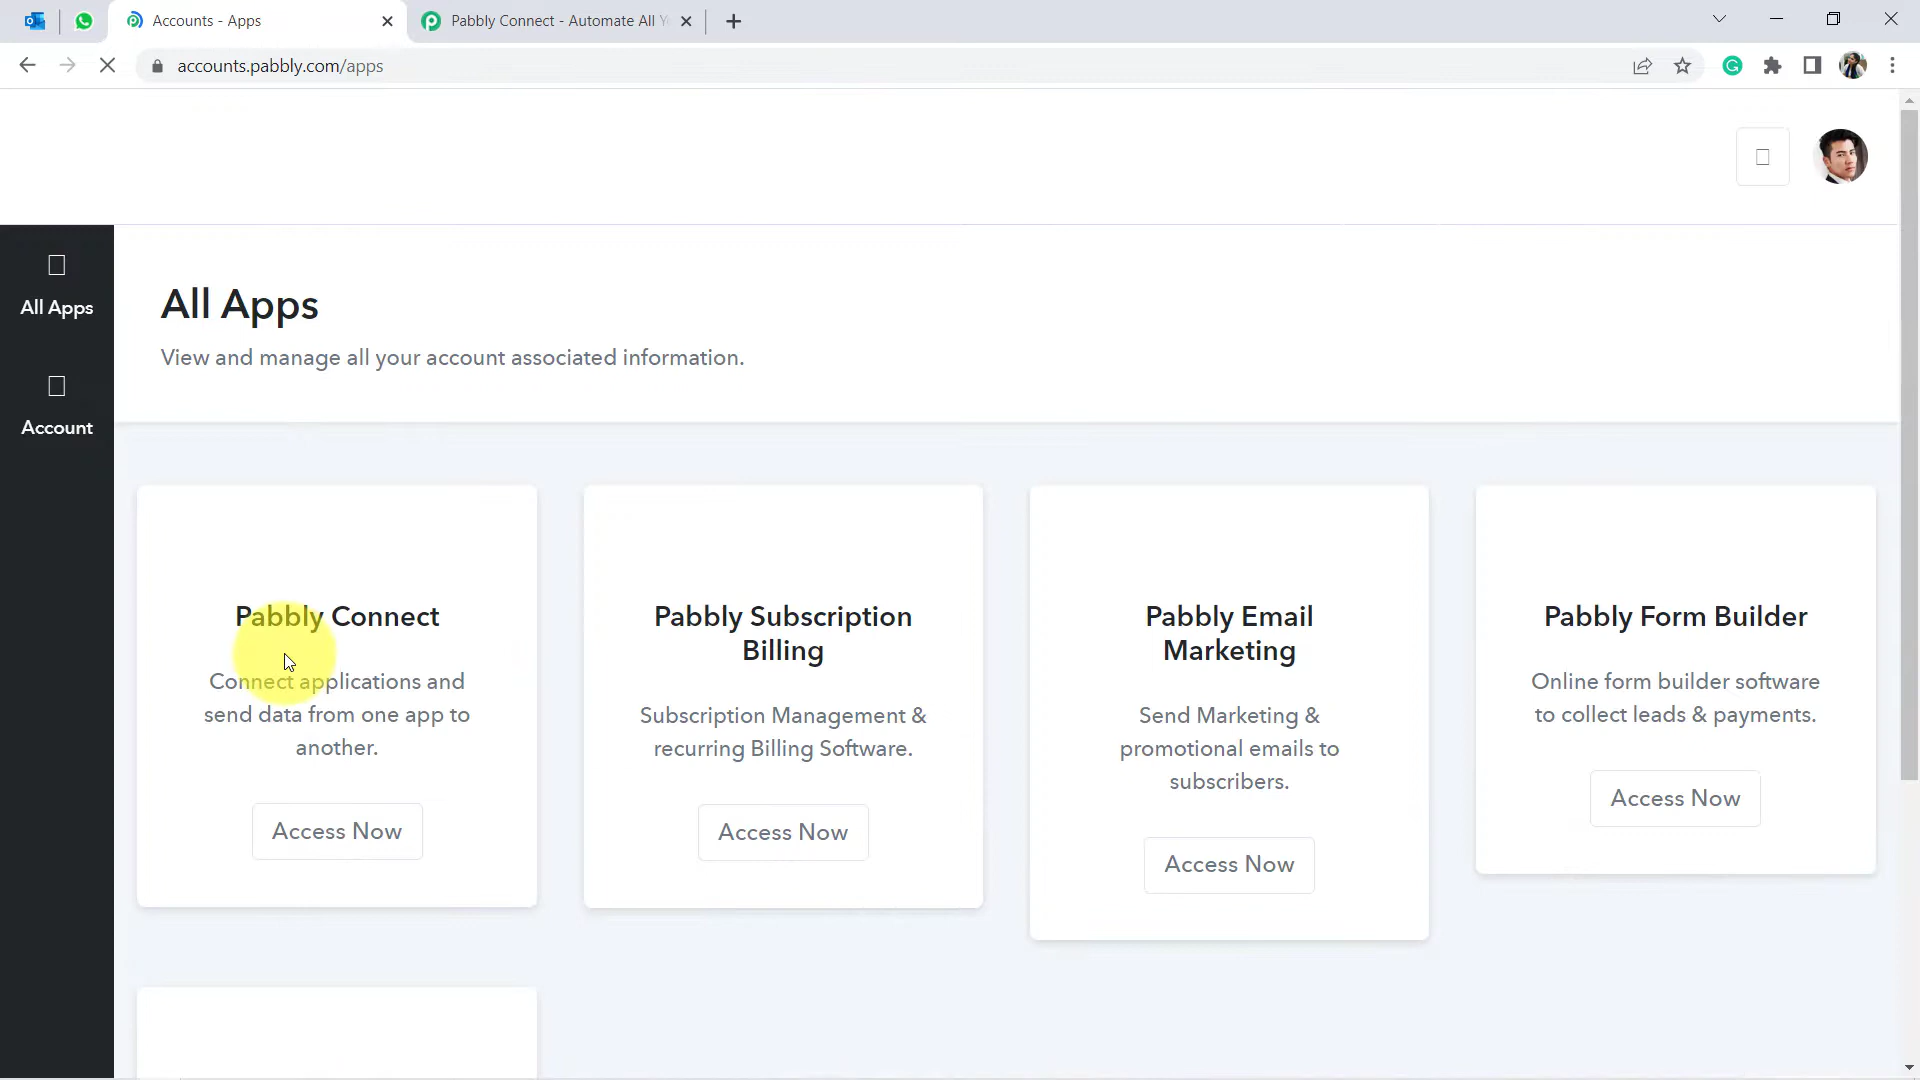 Accounts - Apps
Pabbly Connect - Automate All Y
accounts.pabbly.com/apps
All Apps
Account
All Apps
View and manage all your account associated information.
Pabbly Connect
Connect applications and
send data from one app to
another.
Access Now
Pabbly Subscription
Billing
Subscription Management &
recurring Billing Software.
Access Now
Pabbly Email
Marketing
Send Marketing &
promotional emails to
subscribers.
Access Now
Pabbly Form Builder
Online form builder software
to collect leads & payments.
Access Now